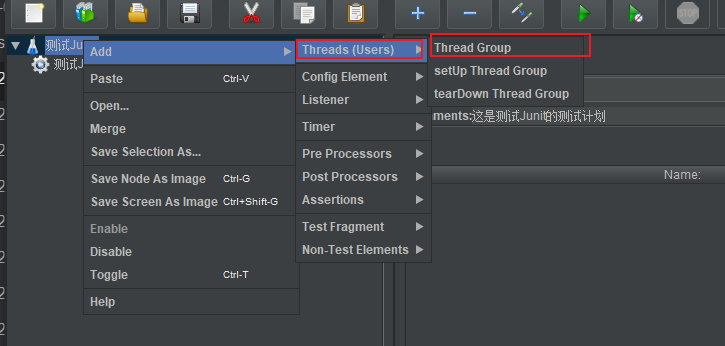 测试Junit
测试J
Add
Paste Ctrl-V
Open...
Merge
Save Selection As...
Save Node As Image Ctrl-G
Save Screen As Image Ctrl+Shift-G
Enable
Disable
Toggle Ctrl-T
Help
Threads (Users)
Config Element
Listener
Timer
Pre Processors
Post Processors
Assertions
Test Fragment
Non-Test Elements
Thread Group
setUp Thread Group
tearDown Thread Group
ments:这是测试Junit的测试计划
Name:
STOP